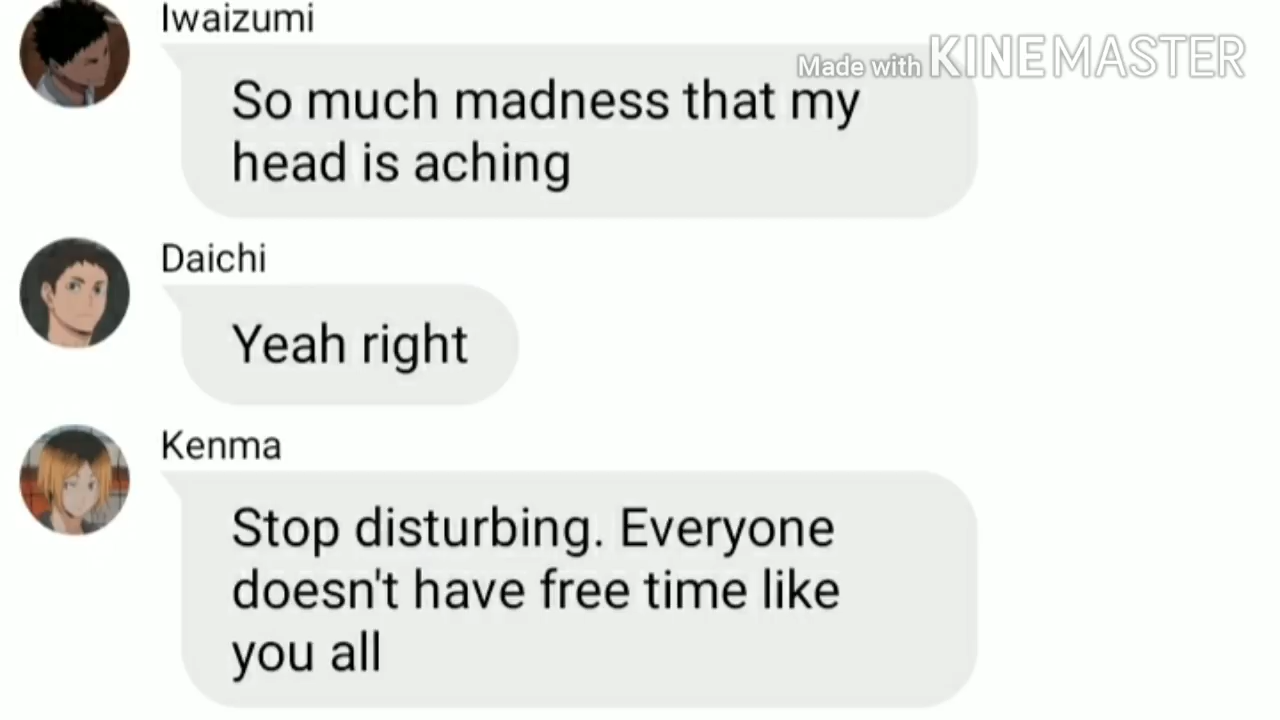 Iwaizumi
Made with KINEMASTER
So much madness that my
head is aching
Daichi
Yeah right
Kenma
Stop disturbing. Everyone
doesn't have free time like
you all